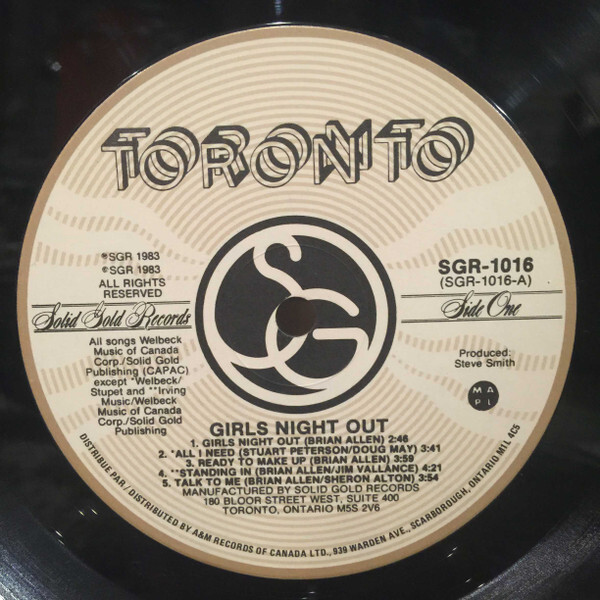 TORONTO
℗SGR 1983
©SGR 1983
ALL RIGHTS
RESERVED
Solid Gold Records
All songs Welbeck
Music of Canada
Corp./Solid Gold
Publishing (CAPAC)
except *Welbeck/
Stupet and **Irving
Music/Welbeck
Music of Canada
Corp./Solid Gold
Publishing
SG
SGR-1016
(SGR-1016-A)
Side One
Produced:
Steve Smith
M A
P L
GIRLS NIGHT OUT
1. GIRLS NIGHT OUT (BRIAN ALLEN) 2:46
2. *ALL I NEED (STUART PETERSON/DOUG MAY) 3:41
3. READY TO MAKE UP (BRIAN ALLEN) 3:59
4. **STANDING IN (BRIAN ALLEN/JIM VALLANCE) 4:21
5. TALK TO ME (BRIAN ALLEN/SHERON ALTON) 3:54
MANUFACTURED BY SOLID GOLD RECORDS
180 BLOOR STREET WEST, SUITE 400
TORONTO, ONTARIO M5S 2V6
DISTRIBUE PAR / DISTRIBUTED BY A&M RECORDS OF CANADA LTD., 939 WARDEN AVE., SCARBOROUGH, ONTARIO M1L 4C5